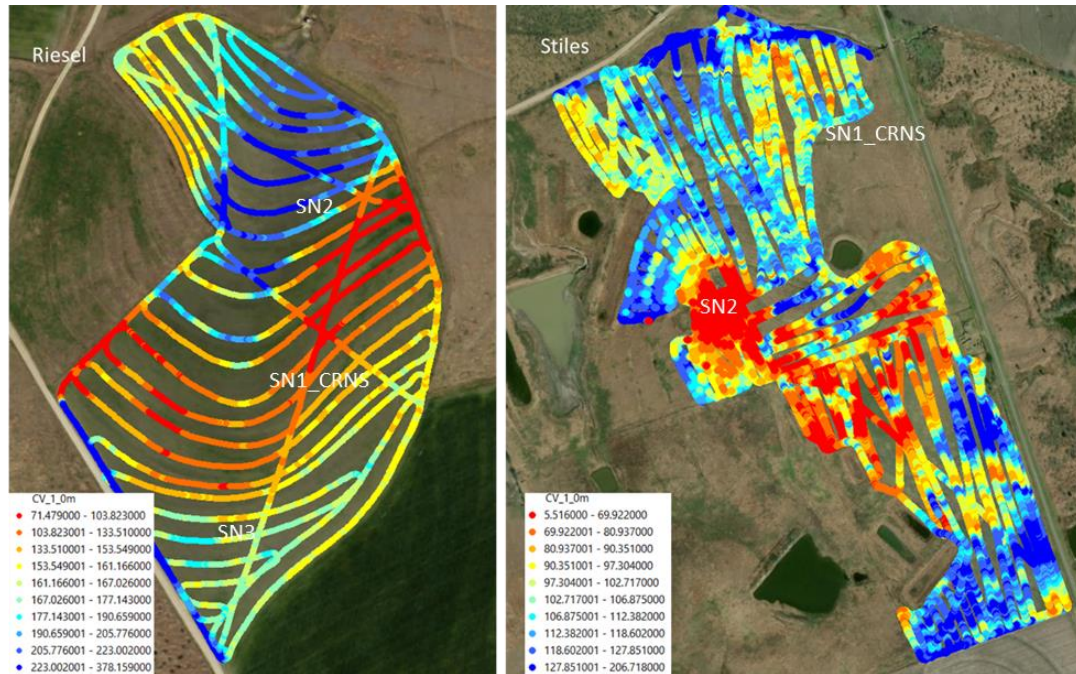 Riesel
SN2
SN1_CRNS
SN3
CV_1_0m
71.479000 - 103.823000
103.823001 - 133.510000
133.510001 - 153.549000
153.549001 - 161.166000
161.166001 - 167.026000
167.026001 - 177.143000
177.143001 - 190.659000
190.659001 - 205.776000
205.776001 - 223.002000
223.002001 - 378.159000
Stiles
SN1_CRNS
SN2
CV_1_0m
5.516000 - 69.922000
69.922001 - 80.937000
80.937001 - 90.351000
90.351001 - 97.304000
97.304001 - 102.717000
102.717001 - 106.875000
106.875001 - 112.382000
112.382001 - 118.602000
118.602001 - 127.851000
127.851001 - 206.718000